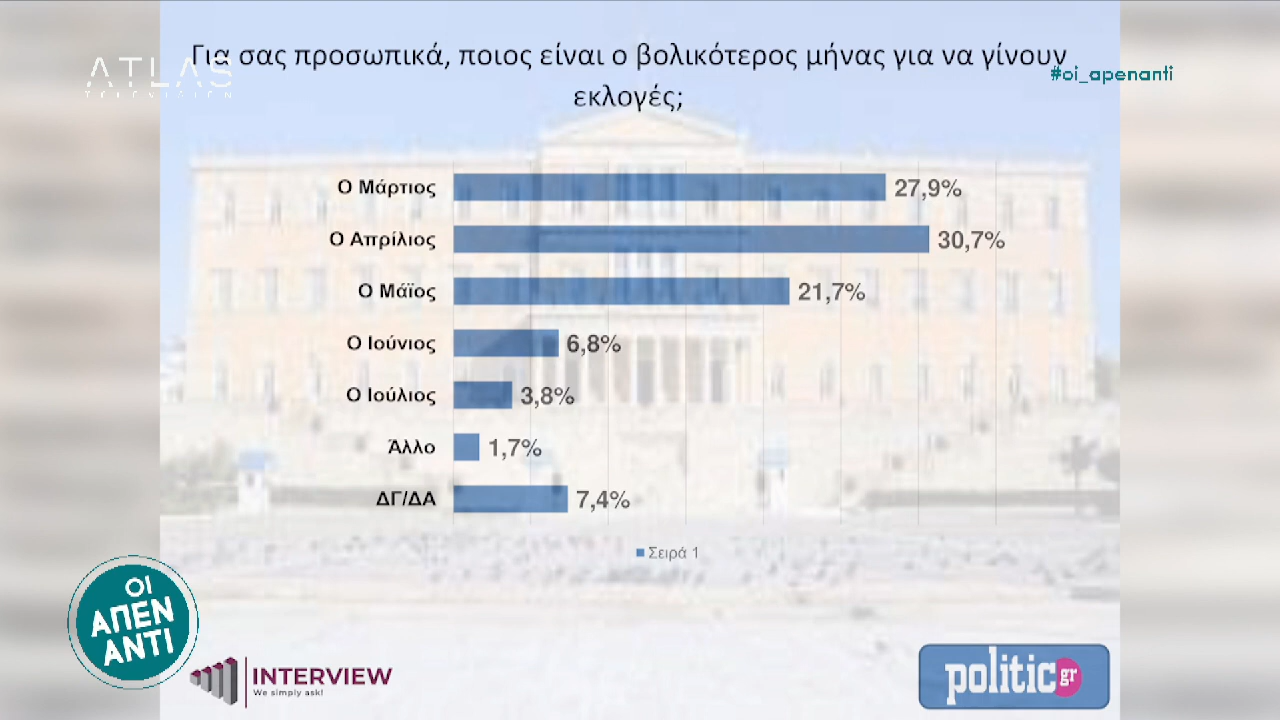 Για σας προσωπικά, ποιος είναι ο βολικότερος μήνας για να γίνουν
εκλογές;
ATLAS
TELEVISION
#oi_apenanti
Ο Μάρτιος 27,9%
Ο Απρίλιος 30,7%
Ο Μάϊος 21,7%
Ο Ιούνιος 6,8%
Ο Ιούλιος 3,8%
Άλλο 1,7%
ΔΓ/ΔΑ 7,4%
Σειρά 1
ΟΙ
ΑΠΕΝ
ΑΝΤΙ
INTERVIEW
We simply ask!
politic gr